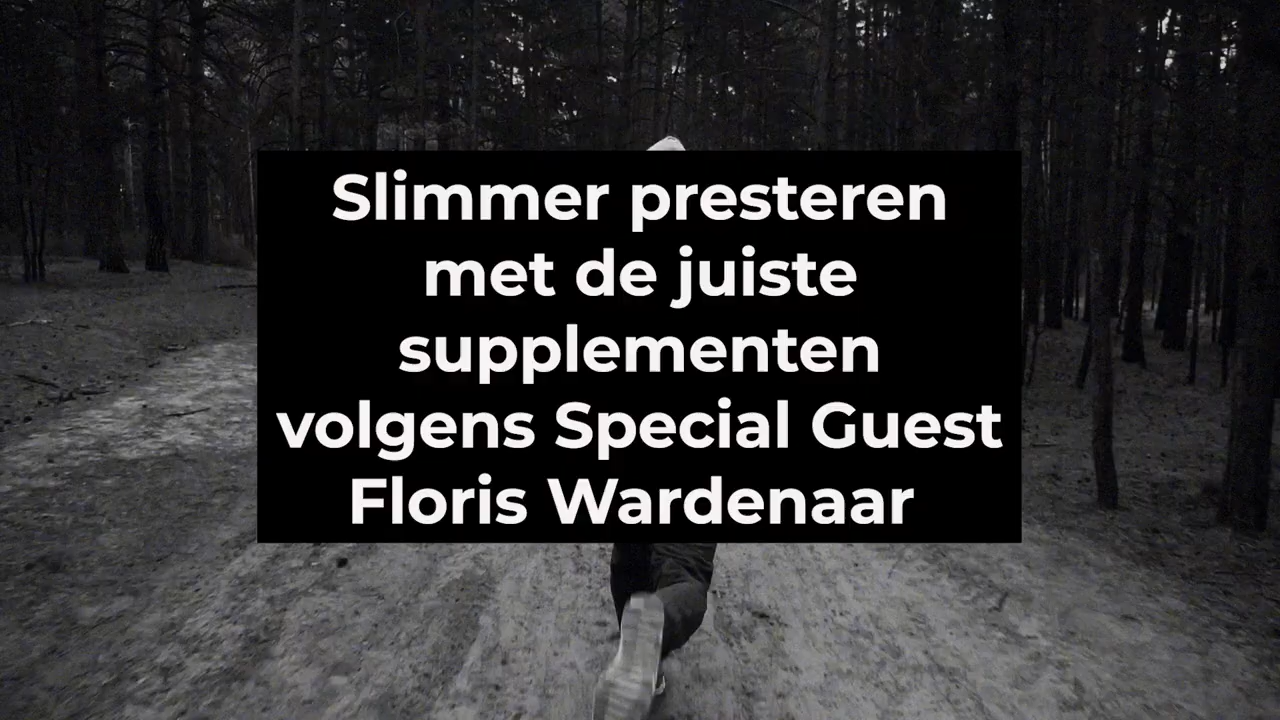 Slimmer presteren
met de juiste
supplementen
volgens Special Guest
Floris Wardenaar